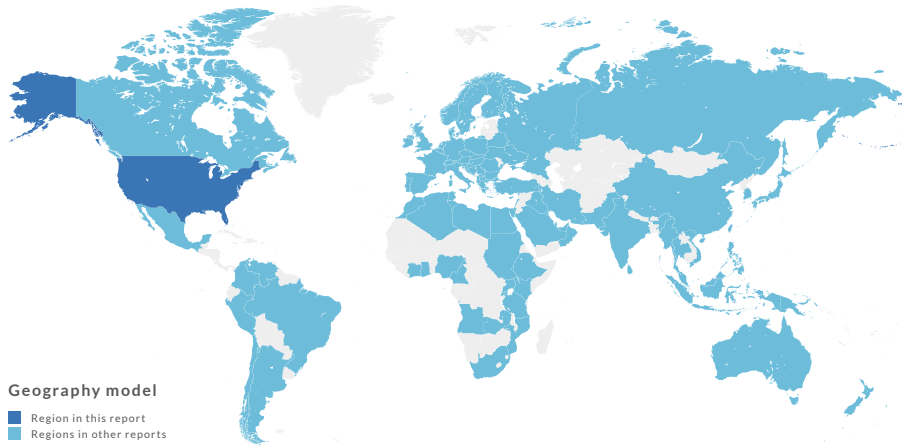 Geography model
Region in this report
Regions in other reports